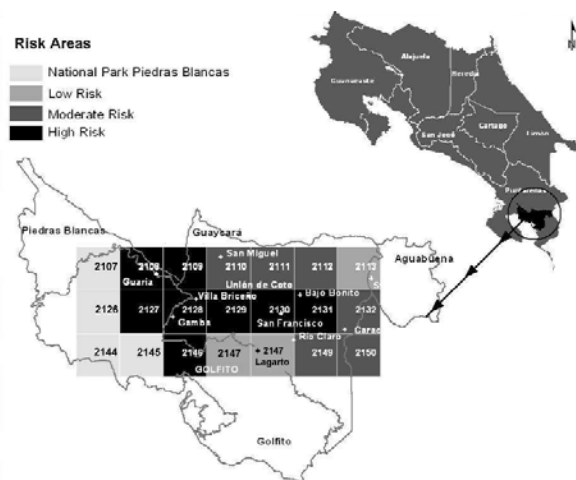 Risk Areas
National Park Piedras Blancas
Low Risk
Moderate Risk
High Risk
Alajuela
Guanacaste
Heredia
Cartago
San José
Limon
Puntarenas
Piedras Blancas
Guaycará
Aguabuena
San Miguel
2107 2108 2109 2110 2111 2112 2113
Guaria
Unión de Coto
Villa Briceño
Bajo Bonito
2126 2127 2128 2129 2130 2131 2132
Gamba
San Francisco
Carac
Rio Claro
2144 2145 2146 2147 2147 2149 2150
Lagarto
GOLFITO
Golfito